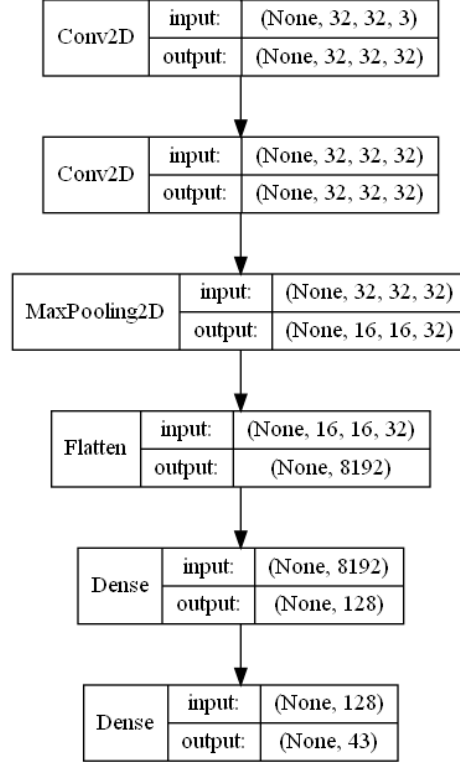 Conv2D
input: (None, 32, 32, 3)
output: (None, 32, 32, 32)
Conv2D
input: (None, 32, 32, 32)
output: (None, 32, 32, 32)
MaxPooling2D
input: (None, 32, 32, 32)
output: (None, 16, 16, 32)
Flatten
input: (None, 16, 16, 32)
output: (None, 8192)
Dense
input: (None, 8192)
output: (None, 128)
Dense
input: (None, 128)
output: (None, 43)